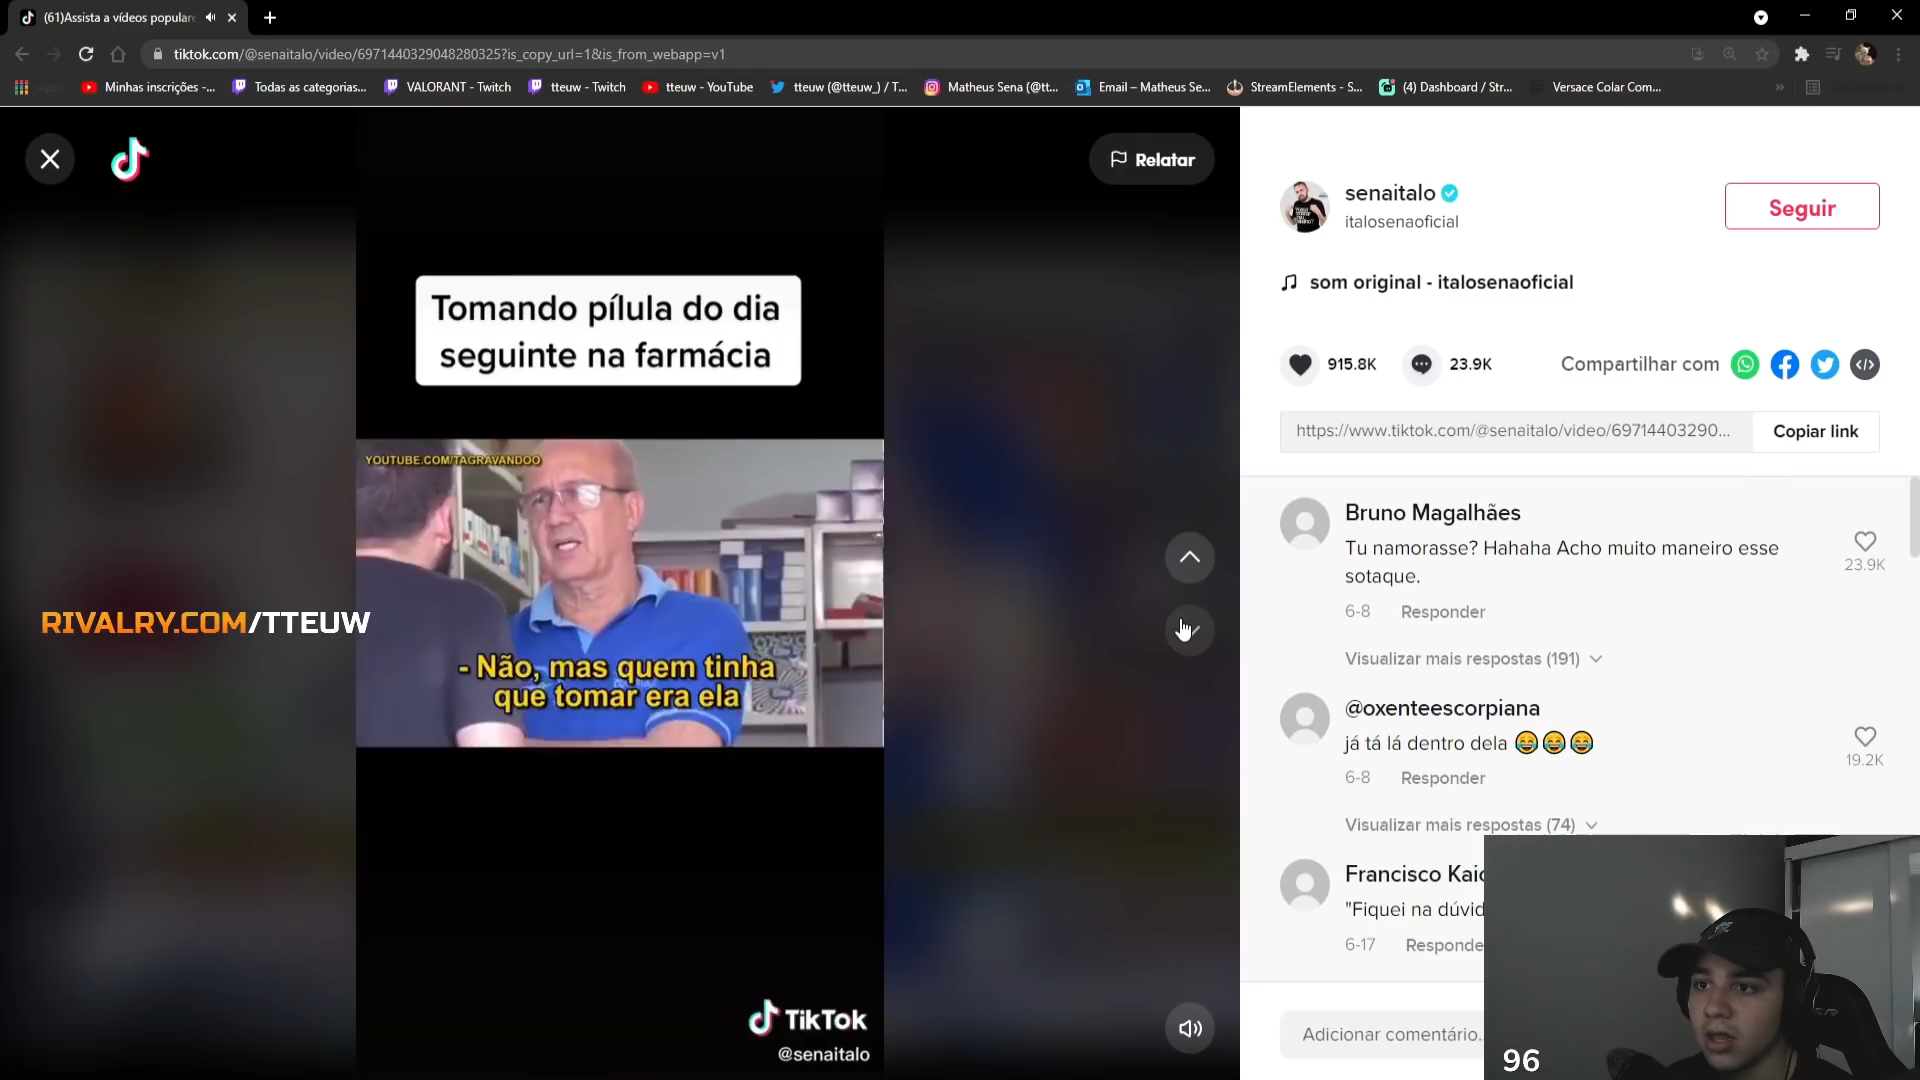 (61)Assista a vídeos popular
tiktok.com/@senaitalo/video/6971440329048280325?is_copy_url=1&is_from_webapp=v1
Apps
Minhas inscrições -...
Todas as categorias...
VALORANT - Twitch
tteuw - Twitch
tteuw - YouTube
tteuw (@tteuw_) / T...
Matheus Sena (@tt...
Email – Matheus Se...
StreamElements - S...
(4) Dashboard / Str...
Versace Colar Com...
Relatar
Tomando pílula do dia
seguinte na farmácia
YOUTUBE.COM/TAGRAVANDOO
RIVALRY.COM/TTEUW
- Não, mas quem tinha
que tomar era ela
TikTok
@senaitalo
senaitalo
italosenaoficial
Seguir
som original - italosenaoficial
915.8K
23.9K
Compartilhar com
https://www.tiktok.com/@senaitalo/video/69714403290...
Copiar link
Bruno Magalhães
Tu namorasse? Hahaha Acho muito maneiro esse
sotaque.
23.9K
6-8
Responder
Visualizar mais respostas (191)
@oxenteescorpiana
já tá lá dentro dela 😂😂😂
19.2K
6-8
Responder
Visualizar mais respostas (74)
Francisco Kaio
"Fiquei na dúvid
6-17
Responde
Adicionar comentário..
96